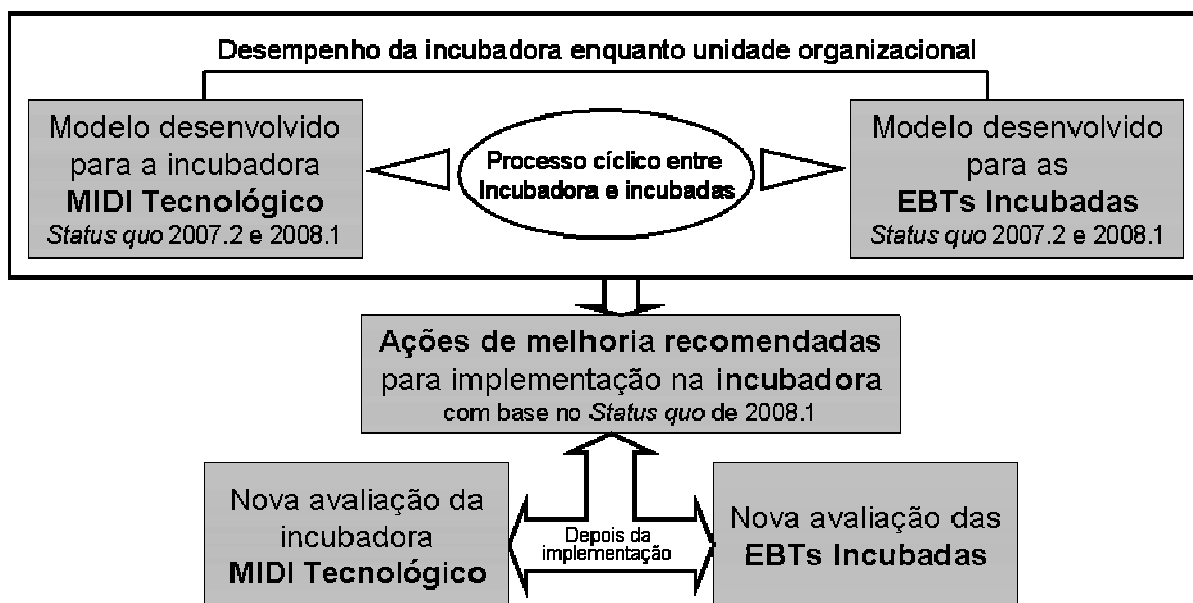 Desempenho da incubadora enquanto unidade organizacional
Modelo desenvolvido
para a incubadora
MIDI Tecnológico
Status quo 2007.2 e 2008.1
Processo cíclico entre
Incubadora e incubadas
Modelo desenvolvido
para as
EBTs Incubadas
Status quo 2007.2 e 2008.1
Ações de melhoria recomendadas
para implementação na incubadora
com base no Status quo de 2008.1
Nova avaliação da
incubadora
MIDI Tecnológico
Depois da
implementação
Nova avaliação das
EBTs Incubadas